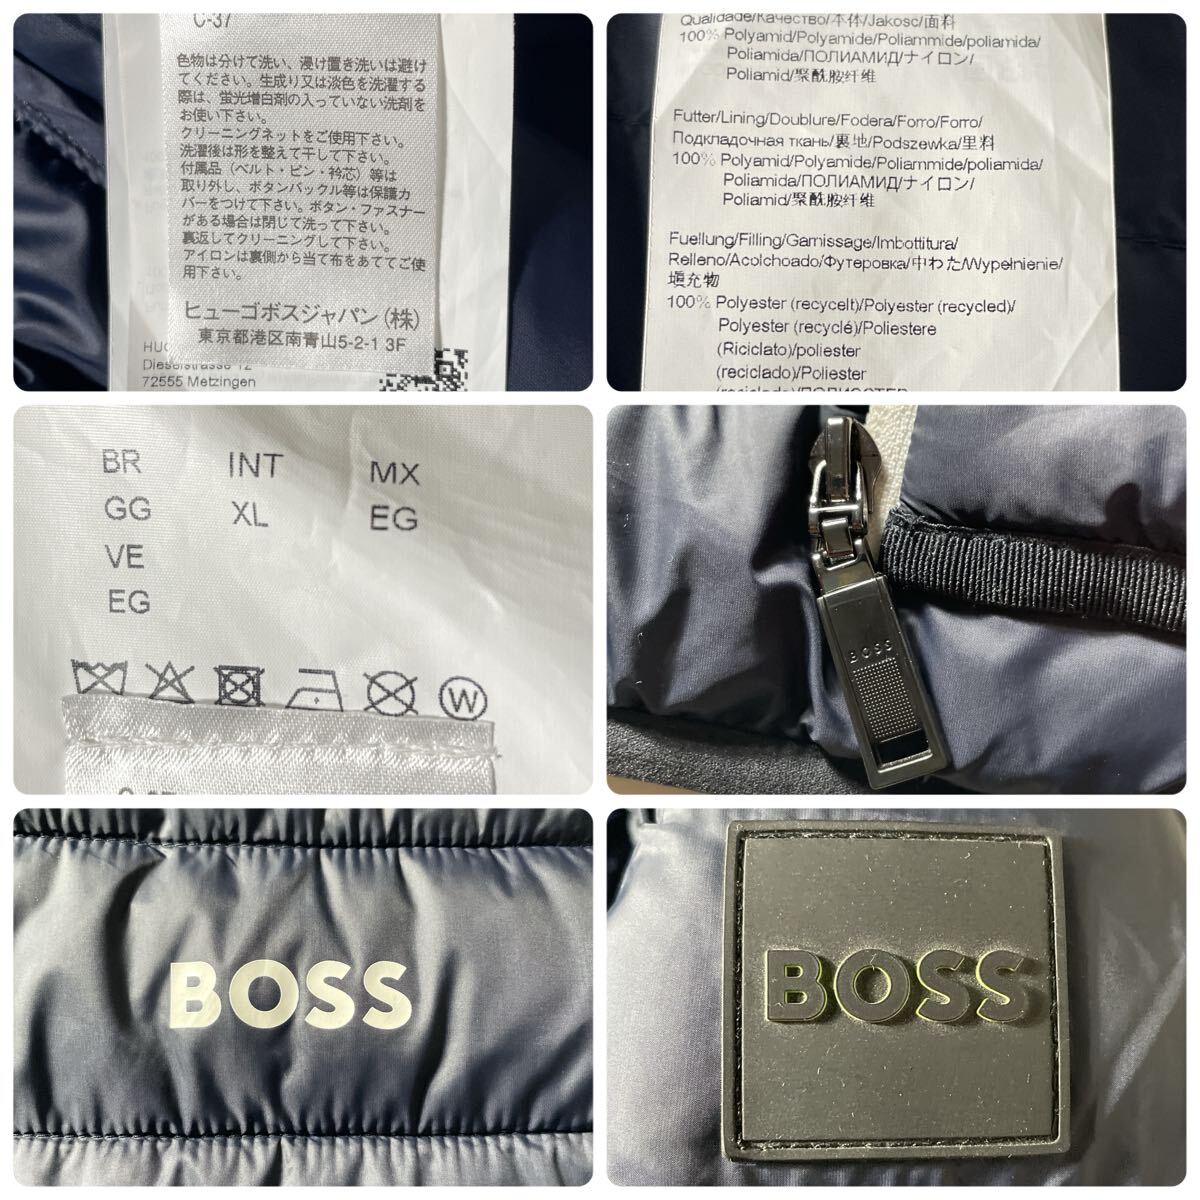 C-37
色物は分けて洗い、浸け置き洗いは避け
てください。生成り又は淡色を洗濯する
際は、蛍光増白剤の入っていない洗剤を
お使い下さい。
クリーニングネットをご使用下さい。
洗濯後は形を整えて干して下さい。
付属品（ベルト・ピン・衿芯）等は
取り外し、ボタンバックル等は保護カ
バーをつけて下さい。ボタン・ファスナー
がある場合は閉じて洗って下さい。
裏返してクリーニングして下さい。
アイロンは裏側から当て布をあててご使
用下さい。
ヒューゴボスジャパン(株)
東京都港区南青山5-2-1 3F
Dieselstrasse 12
72555 Metzingen
Qualidade/Качество/本体/Jakosc/面料
100% Polyamid/Polyamide/Poliammide/poliamida/
Poliamida/ПОЛИАМИД/ナイロン/
Poliamid/聚酰胺纤维
Futter/Lining/Doublure/Fodera/Forro/Forro/
Подкладочная ткань/裏地/Podszewka/里料
100% Polyamid/Polyamide/Poliammide/poliamida/
Poliamida/ПОЛИАМИД/ナイロン/
Poliamid/聚酰胺纤维
Fuellung/Filling/Garnissage/Imbottitura/
Relleno/Acolchoado/Футеровка/中わた/Wypełnienie/
填充物
100% Polyester (recycelt)/Polyester (recycled)/
Polyester (recyclé)/Poliestere
(Riciclato)/poliester
(reciclado)/Poliéster
BR INT MX
GG XL EG
VE
EG
W
BOSS
BOSS
BOSS